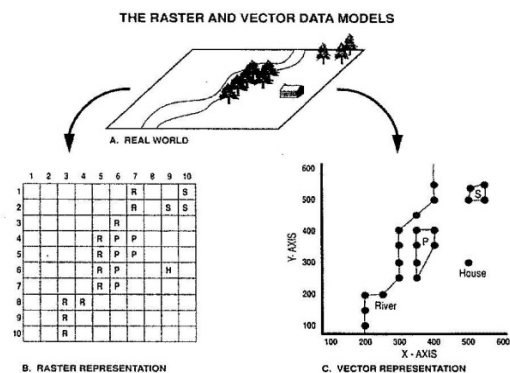 THE RASTER AND VECTOR DATA MODELS
A. REAL WORLD
1 2 3 4 5 6 7 8 9 10
1 R S
2 R S S
3 R
4 R P P
5 R P P
6 R P H
7 R P
8 R R
9 R
10 R
B. RASTER REPRESENTATION
600
500
400
300
200
100
Y-AXIS
S
P
House
River
100 200 300 400 500 600
X - AXIS
C. VECTOR REPRESENTATION